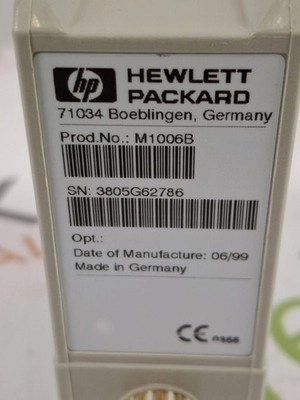 hp HEWLETT
PACKARD
71034 Boeblingen, Germany
Prod.No.: M1006B
SN: 3805G62786
Opt.:
Date of Manufacture: 06/99
Made in Germany
CE